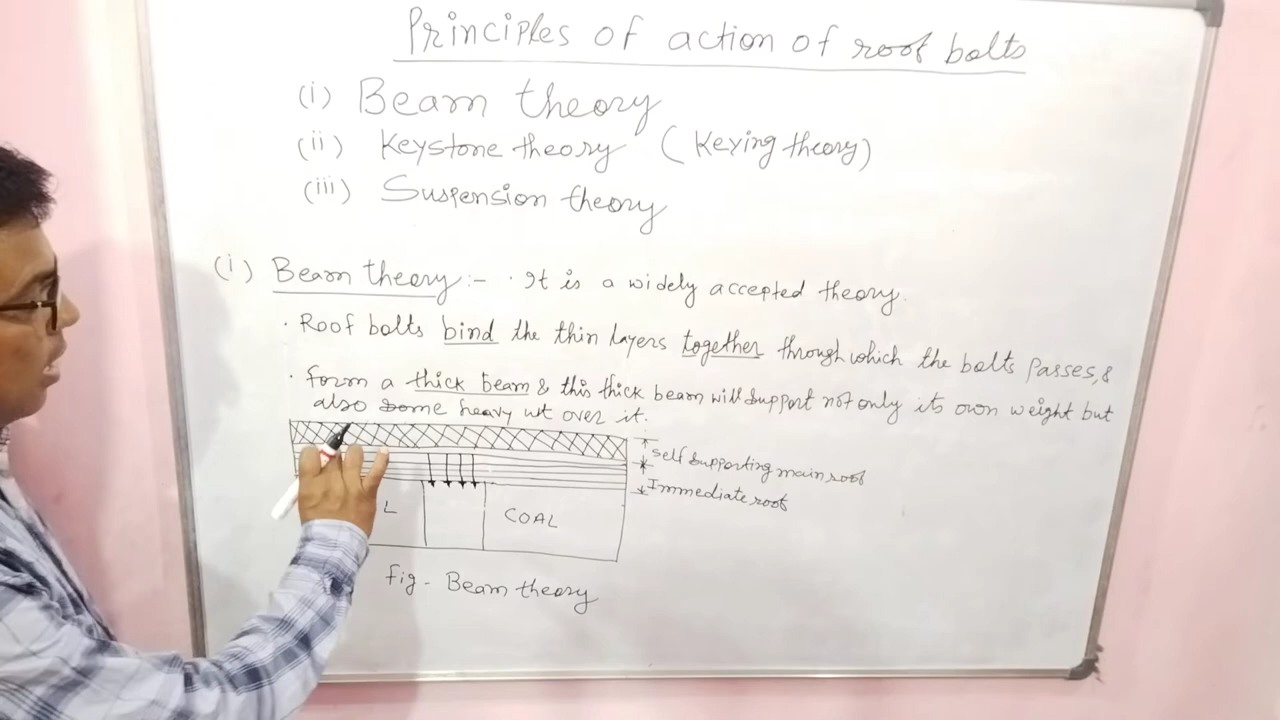 Principles of action of roof bolts
(i) Beam theory
(ii) Keystone theory (Keying theory)
(iii) Suspension theory
(i) Beam theory :- · It is a widely accepted theory.
· Roof bolts bind the thin layers together through which the bolts passes, &
· form a thick beam & this thick beam will support not only its own weight but
also some heavy wt over it.
Self supporting main roof
Immediate roof
L COAL
fig - Beam theory